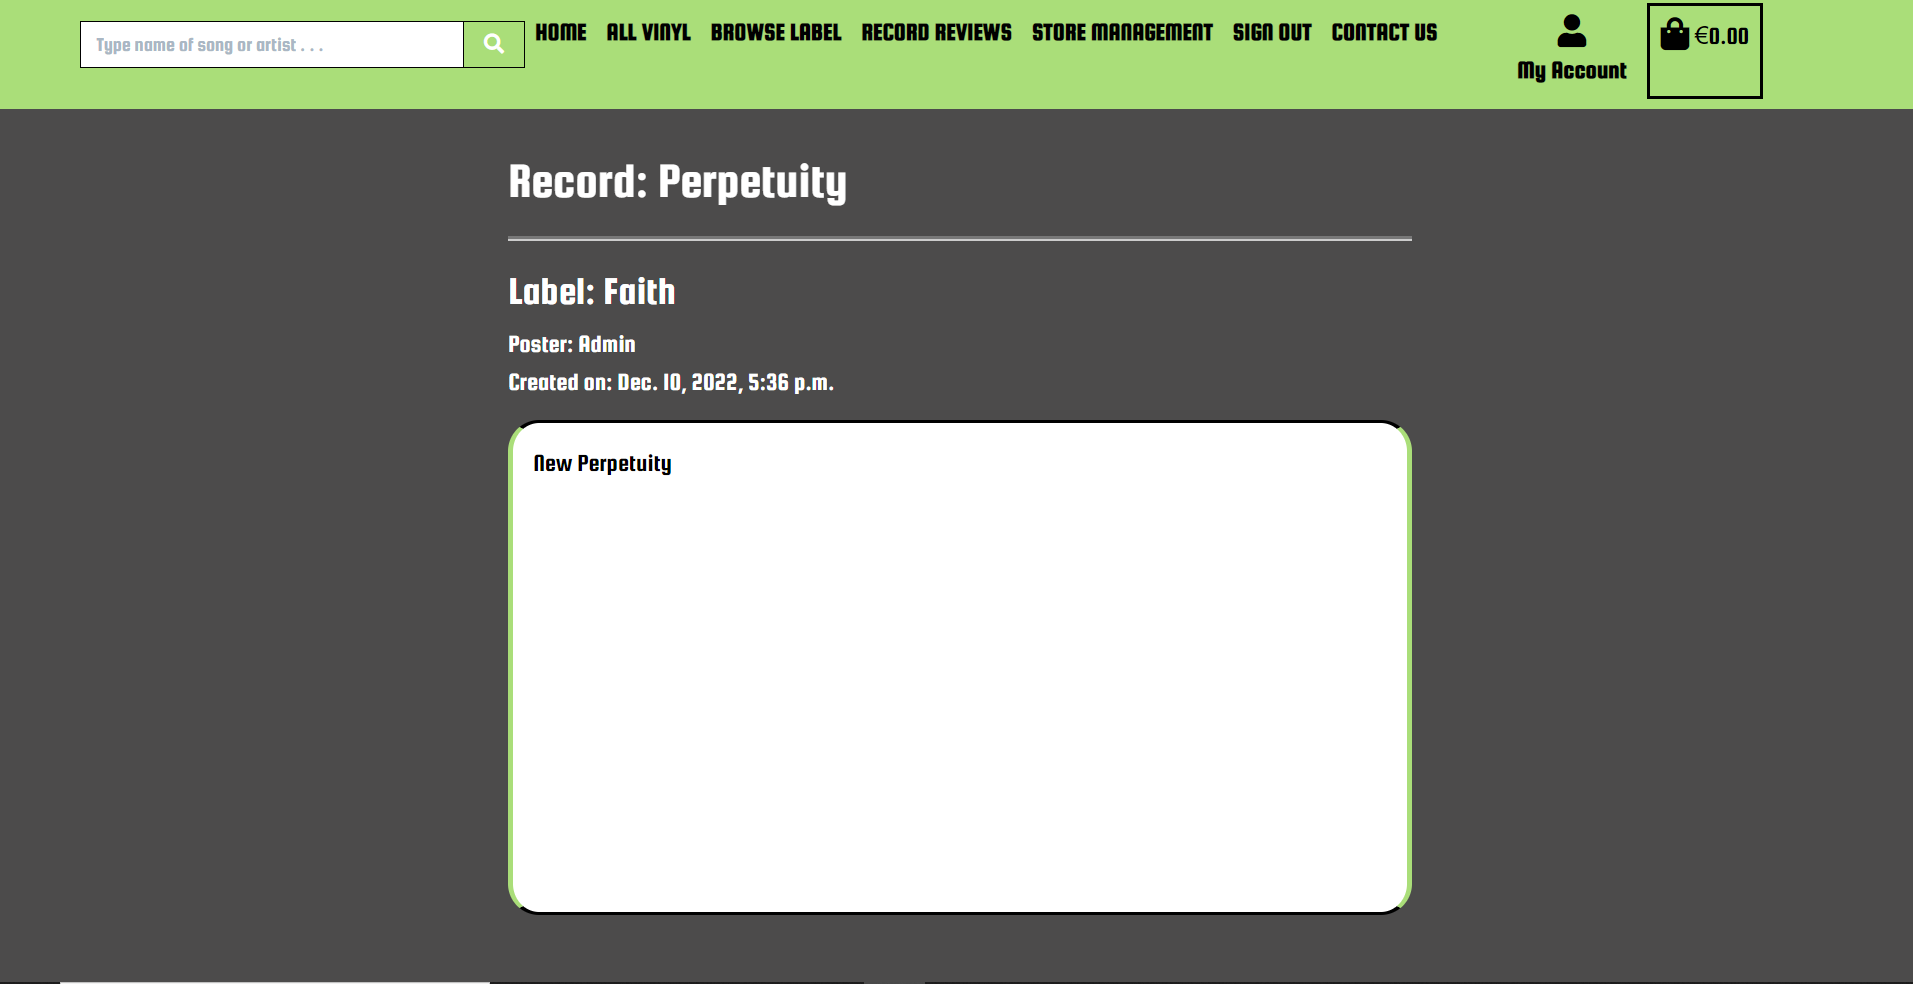 Type name of song or artist . . .
HOME ALL VINYL BROWSE LABEL RECORD REVIEWS STORE MANAGEMENT SIGN OUT CONTACT US
My Account
€0.00
Record: Perpetuity
Label: Faith
Poster: Admin
Created on: Dec. 10, 2022, 5:36 p.m.
New Perpetuity